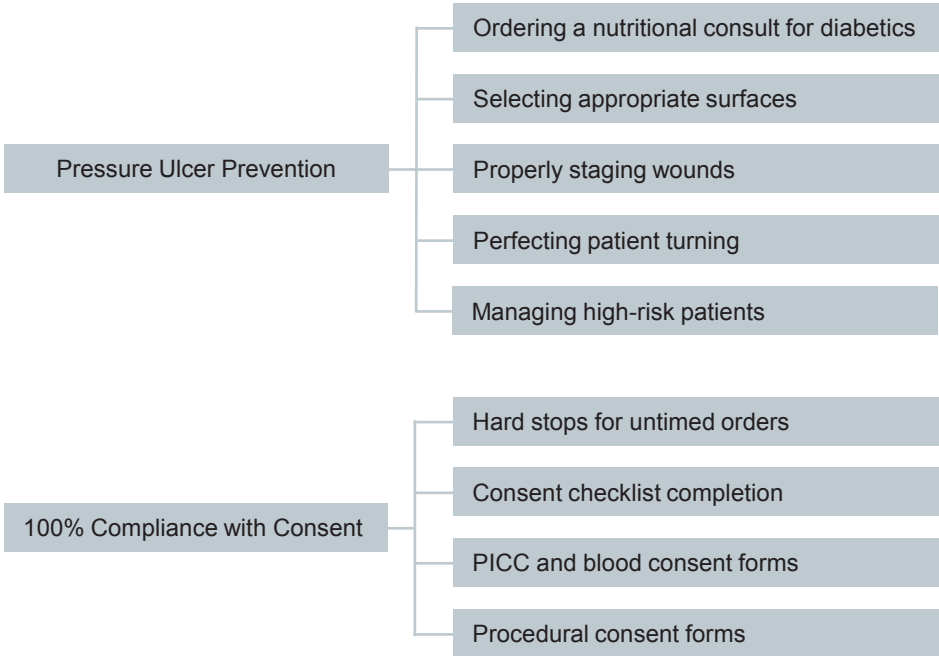 Pressure Ulcer Prevention
Ordering a nutritional consult for diabetics
Selecting appropriate surfaces
Properly staging wounds
Perfecting patient turning
Managing high-risk patients
100% Compliance with Consent
Hard stops for untimed orders
Consent checklist completion
PICC and blood consent forms
Procedural consent forms